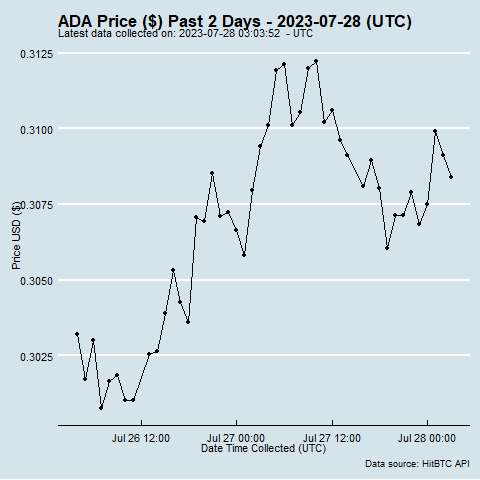 ADA Price ($) Past 2 Days - 2023-07-28 (UTC)
Latest data collected on: 2023-07-28 03:03:52 - UTC
0.3125
0.3100
0.3075
0.3050
0.3025
Price USD ($)
Jul 26 12:00 Jul 27 00:00 Jul 27 12:00 Jul 28 00:00
Date Time Collected (UTC)
Data source: HitBTC API